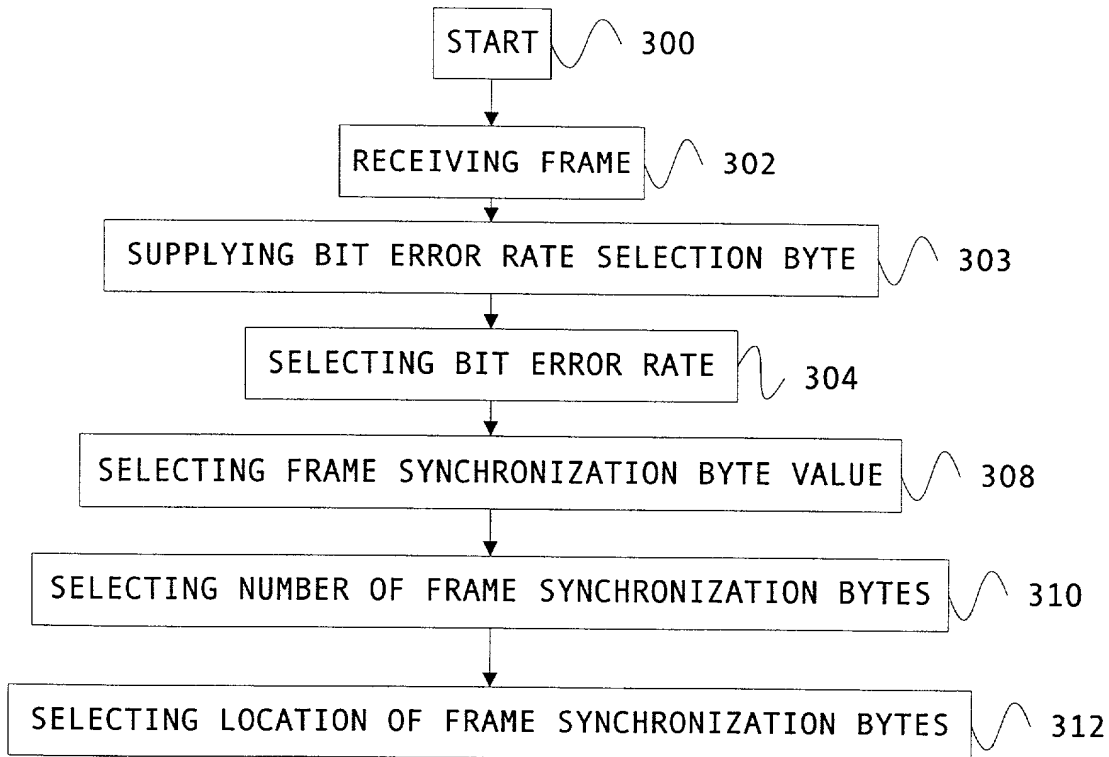 START 300
RECEIVING FRAME 302
SUPPLYING BIT ERROR RATE SELECTION BYTE 303
SELECTING BIT ERROR RATE 304
SELECTING FRAME SYNCHRONIZATION BYTE VALUE 308
SELECTING NUMBER OF FRAME SYNCHRONIZATION BYTES 310
SELECTING LOCATION OF FRAME SYNCHRONIZATION BYTES 312